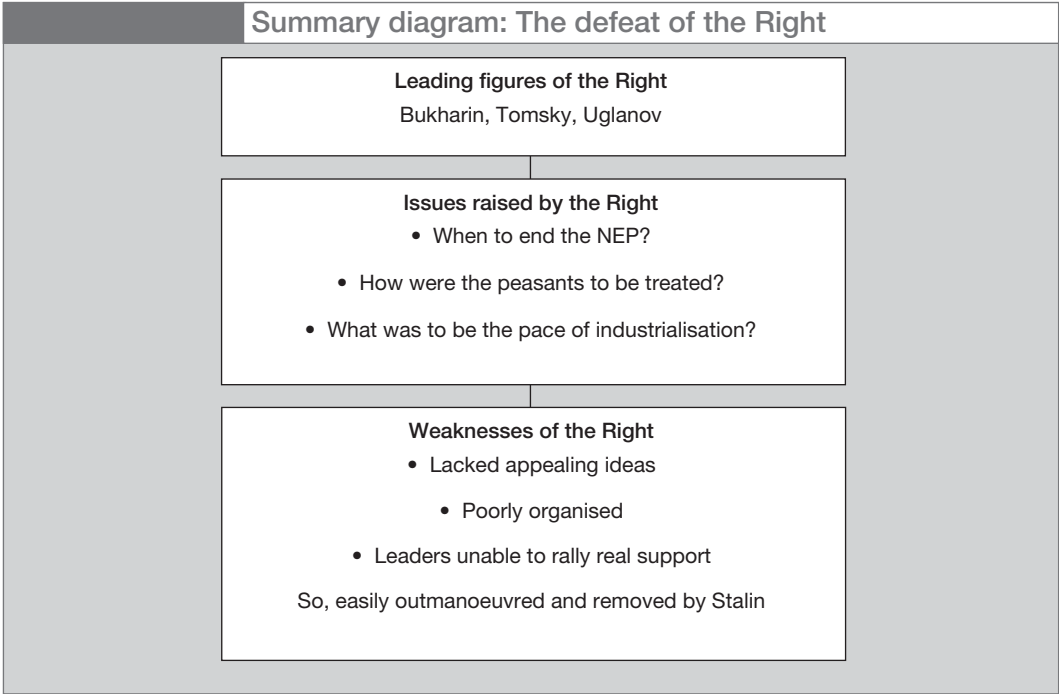 Summary diagram: The defeat of the Right
Leading figures of the Right
Bukharin, Tomsky, Uglanov
Issues raised by the Right
• When to end the NEP?
• How were the peasants to be treated?
• What was to be the pace of industrialisation?
Weaknesses of the Right
• Lacked appealing ideas
• Poorly organised
• Leaders unable to rally real support
So, easily outmanoeuvred and removed by Stalin